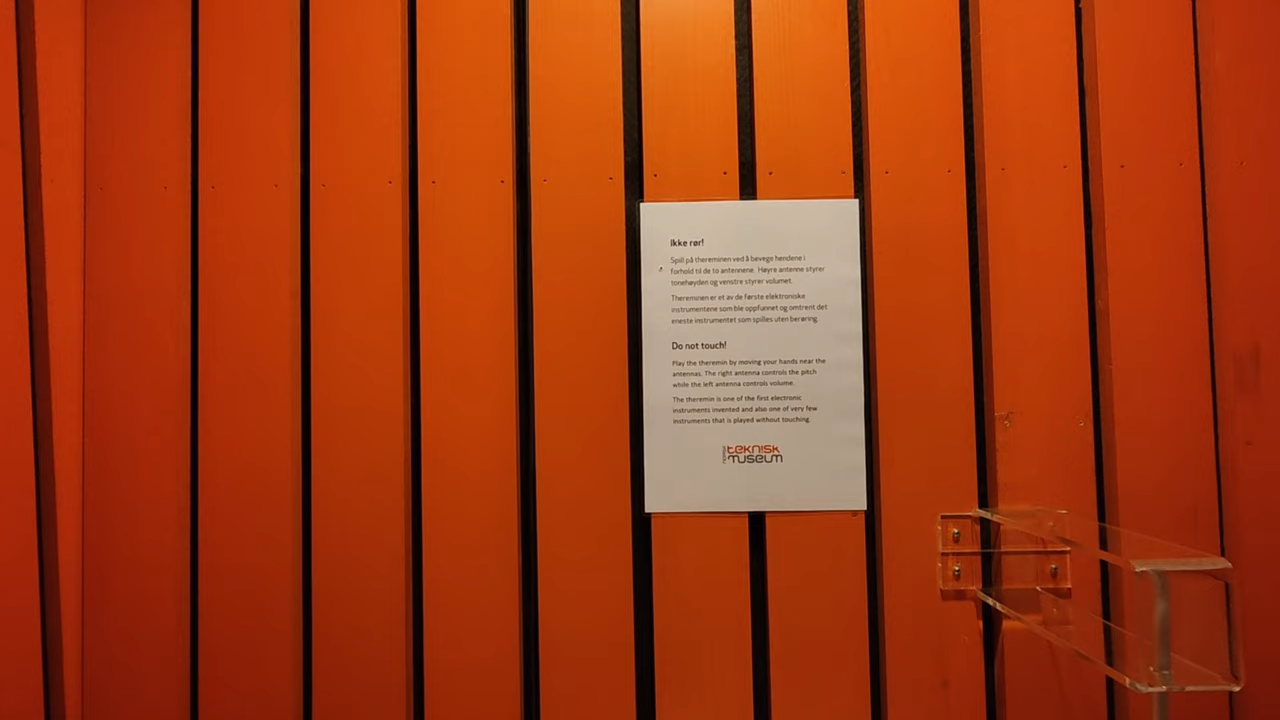 Ikke rør!
Spill på thereminen ved å bevege hendene i
forhold til de to antennene. Høyre antenne styrer
tonehøyden og venstre styrer volumet.
Thereminen er et av de første elektroniske
instrumentene som ble oppfunnet og omtrent det
eneste instrumentet som spilles uten berøring.
Do not touch!
Play the theremin by moving your hands near the
antennas. The right antenna controls the pitch
while the left antenna controls volume.
The theremin is one of the first electronic
instruments invented and also one of very few
instruments that is played without touching.
teknisk
museum